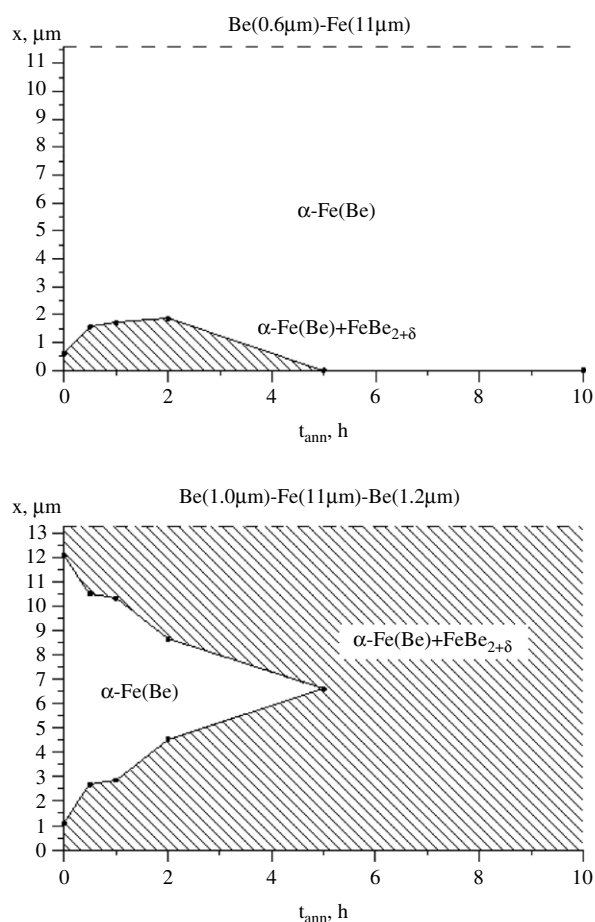 Be(0.6μm)-Fe(11μm)
x, μm
11
10
9
8
7
6
5
4
3
2
1
0
α-Fe(Be)
α-Fe(Be)+FeBe2+δ
0 2 4 6 8 10
tann, h
Be(1.0μm)-Fe(11μm)-Be(1.2μm)
x, μm
13
12
11
10
9
8
7
6
5
4
3
2
1
0
α-Fe(Be)+FeBe2+δ
α-Fe(Be)
0 2 4 6 8 10
tann, h